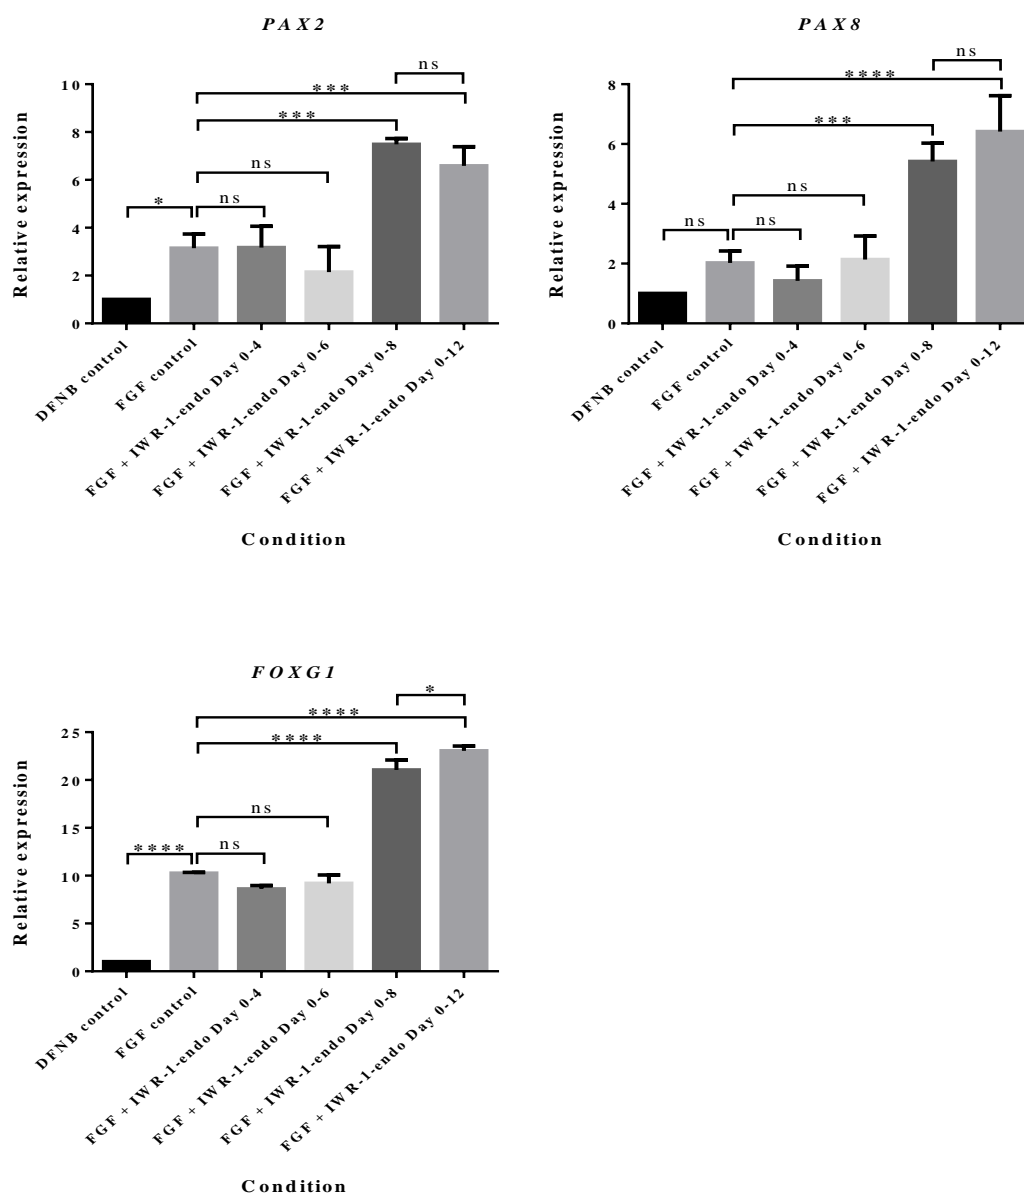 PAX2
ns
***
***
ns
* ns
Relative expression
10
8
6
4
2
0
DFNB control
FGF control
FGF + IWR-1-endo Day 0-4
FGF + IWR-1-endo Day 0-6
FGF + IWR-1-endo Day 0-8
FGF + IWR-1-endo Day 0-12
Condition
PAX8
ns
****
***
ns
ns ns
Relative expression
8
6
4
2
0
DFNB control
FGF control
FGF + IWR-1-endo Day 0-4
FGF + IWR-1-endo Day 0-6
FGF + IWR-1-endo Day 0-8
FGF + IWR-1-endo Day 0-12
Condition
FOXG1
*
****
****
ns
**** ns
Relative expression
25
20
15
10
5
0
DFNB control
FGF control
FGF + IWR-1-endo Day 0-4
FGF + IWR-1-endo Day 0-6
FGF + IWR-1-endo Day 0-8
FGF + IWR-1-endo Day 0-12
Condition